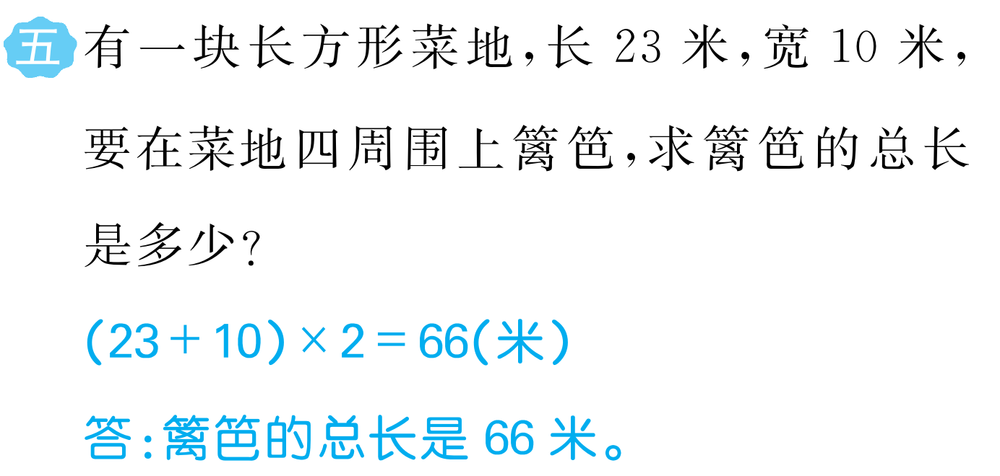 五 有一块长方形菜地,长 23 米,宽 10 米,
要在菜地四周围上篱笆,求篱笆的总长
是多少?
(23+10)×2=66(米)
答:篱笆的总长是 66 米。